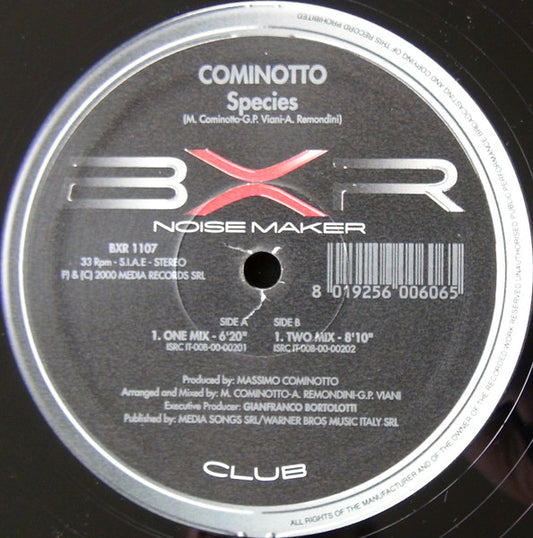 COMINOTTO
Species
(M. Cominotto-G.P. Viani-A. Remondini)
BXR
NOISE MAKER
BXR 1107
33 Rpm - S.I.A.E - STEREO
P) & (C) 2000 MEDIA RECORDS SRL
8 019256 006065
SIDE A
1. ONE MIX - 6'20"
ISRC IT-00B-00-00201
SIDE B
1. TWO MIX - 8'10"
ISRC IT-00B-00-00202
Produced by: MASSIMO COMINOTTO
Arranged and Mixed by: M. COMINOTTO-A. REMONDINI-G.P. VIANI
Executive Producer: GIANFRANCO BORTOLOTTI
Published by: MEDIA SONGS SRL/WARNER BROS MUSIC ITALY SRL
CLUB
ALL RIGHTS OF THE MANUFACTURER AND OF THE OWNER OF THE RECORDED WORK RESERVED UNAUTHORISED PUBLIC PERFORMANCE BROADCASTING AND COPYING OF THIS RECORD PROHIBITED